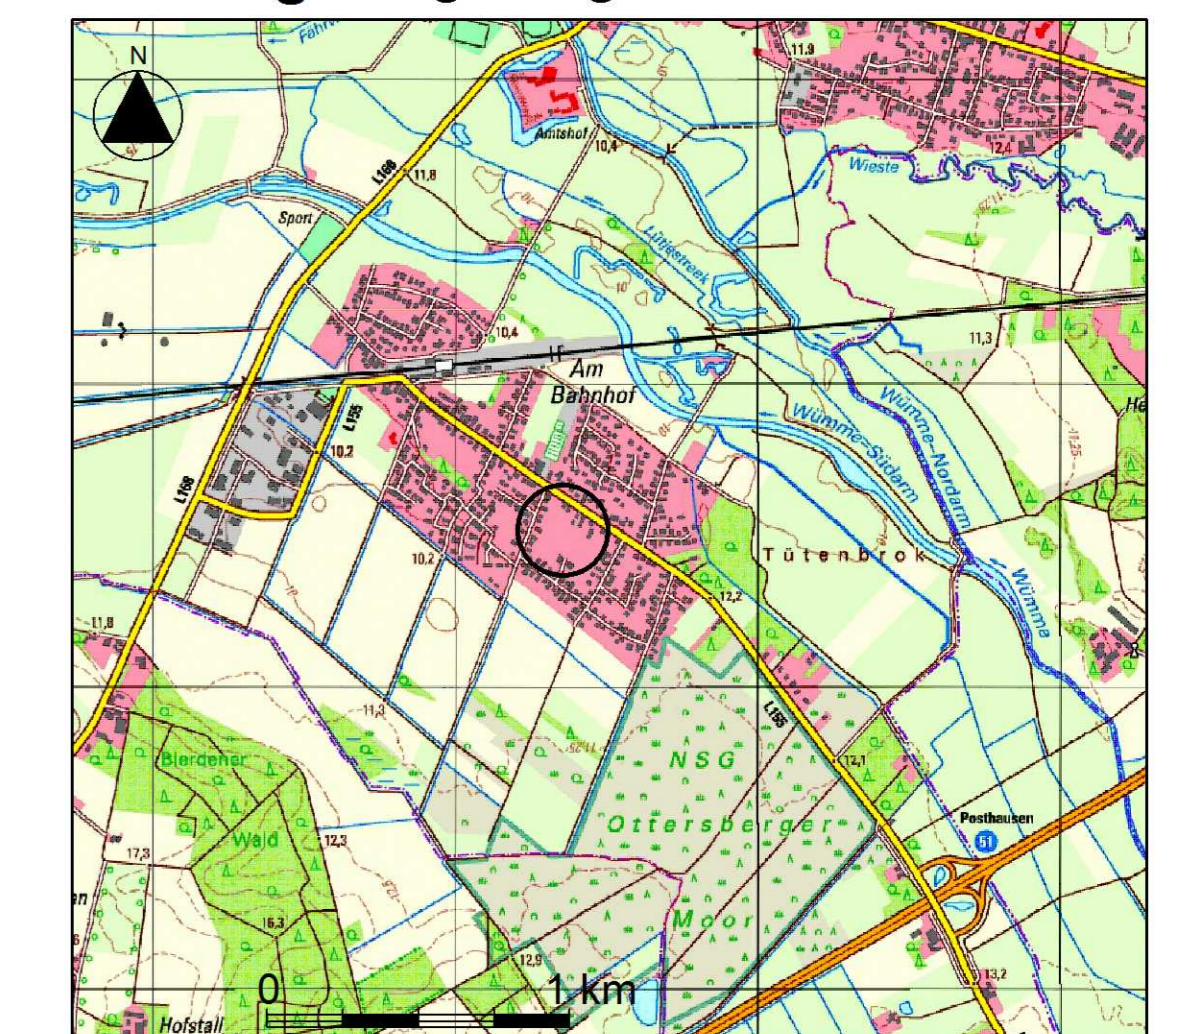 N
11.9
Amtshof
10,4
12,4
L168
11,8
Wieste
Sport
Lüttestreek
10
10,4
11,3
Am
Bahnhof
L155
10,2
Wümme-Nordarm
Wümme-Südarm
11,25
L168
10,2
Tütenbrok
12,2
Wümme
11,3
L155
NSG
12,1
Bierdener
Ottersberger
Posthausen
51
Wald
12,3
17,3
Moor
16,3
12,9
0 1 km
13,2
Hofstall